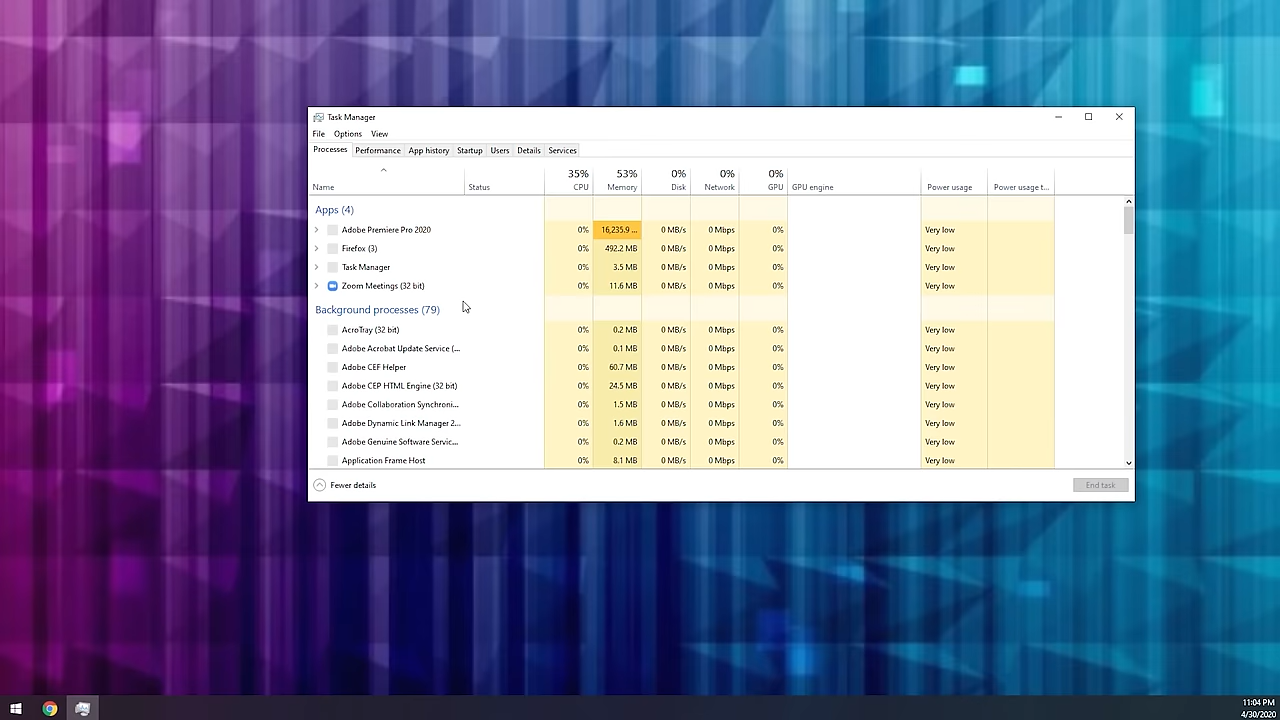 Task Manager
File Options View
Processes Performance App history Startup Users Details Services
35% 53% 0% 0% 0%
Name Status CPU Memory Disk Network GPU GPU engine Power usage Power usage t...
Apps (4)
Adobe Premiere Pro 2020 0% 16,235.9 ... 0 MB/s 0 Mbps 0% Very low
Firefox (3) 0% 492.2 MB 0 MB/s 0 Mbps 0% Very low
Task Manager 0% 3.5 MB 0 MB/s 0 Mbps 0% Very low
Zoom Meetings (32 bit) 0% 11.6 MB 0 MB/s 0 Mbps 0% Very low
Background processes (79)
AcroTray (32 bit) 0% 0.2 MB 0 MB/s 0 Mbps 0% Very low
Adobe Acrobat Update Service (... 0% 0.1 MB 0 MB/s 0 Mbps 0% Very low
Adobe CEF Helper 0% 60.7 MB 0 MB/s 0 Mbps 0% Very low
Adobe CEP HTML Engine (32 bit) 0% 24.5 MB 0 MB/s 0 Mbps 0% Very low
Adobe Collaboration Synchroni... 0% 1.5 MB 0 MB/s 0 Mbps 0% Very low
Adobe Dynamic Link Manager 2... 0% 1.6 MB 0 MB/s 0 Mbps 0% Very low
Adobe Genuine Software Servic... 0% 0.2 MB 0 MB/s 0 Mbps 0% Very low
Application Frame Host 0% 8.1 MB 0 MB/s 0 Mbps 0% Very low
Fewer details End task
11:04 PM
4/30/2020